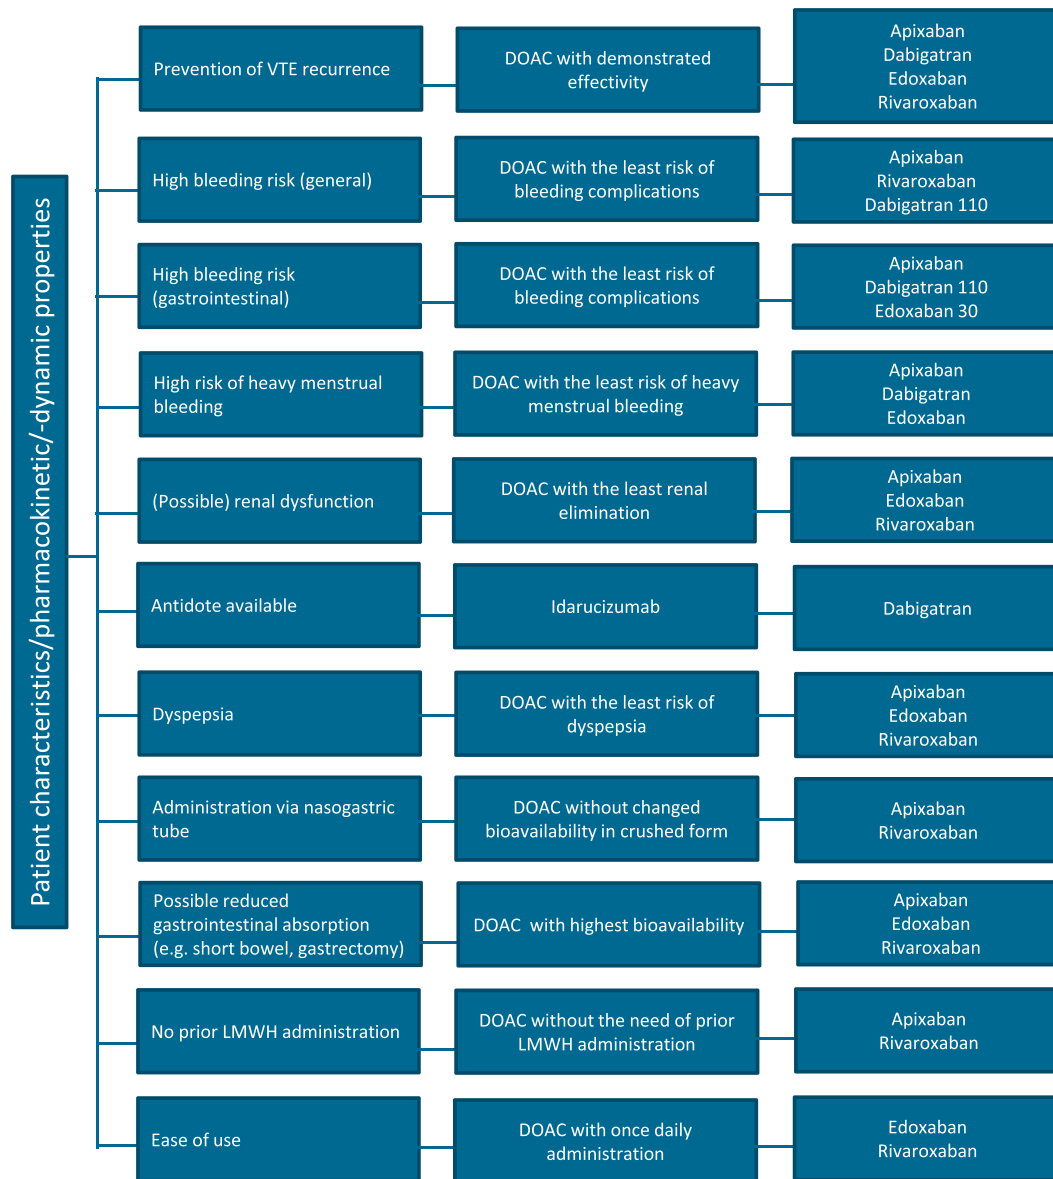 Patient characteristics/pharmacokinetic/-dynamic properties
Prevention of VTE recurrence
DOAC with demonstrated
effectivity
Apixaban
Dabigatran
Edoxaban
Rivaroxaban
High bleeding risk (general)
DOAC with the least risk of
bleeding complications
Apixaban
Rivaroxaban
Dabigatran 110
High bleeding risk
(gastrointestinal)
DOAC with the least risk of
bleeding complications
Apixaban
Dabigatran 110
Edoxaban 30
High risk of heavy menstrual
bleeding
DOAC with the least risk of heavy
menstrual bleeding
Apixaban
Dabigatran
Edoxaban
(Possible) renal dysfunction
DOAC with the least renal
elimination
Apixaban
Edoxaban
Rivaroxaban
Antidote available
Idarucizumab
Dabigatran
Dyspepsia
DOAC with the least risk of
dyspepsia
Apixaban
Edoxaban
Rivaroxaban
Administration via nasogastric
tube
DOAC without changed
bioavailability in crushed form
Apixaban
Rivaroxaban
Possible reduced
gastrointestinal absorption
(e.g. short bowel, gastrectomy)
DOAC with highest bioavailability
Apixaban
Edoxaban
Rivaroxaban
No prior LMWH administration
DOAC without the need of prior
LMWH administration
Apixaban
Rivaroxaban
Ease of use
DOAC with once daily
administration
Edoxaban
Rivaroxaban